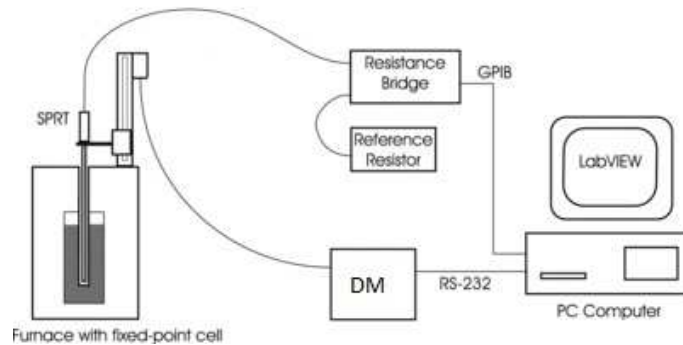 SPRT
Resistance
Bridge
GPIB
Reference
Resistor
LabVIEW
DM
RS-232
PC Computer
Furnace with fixed-point cell